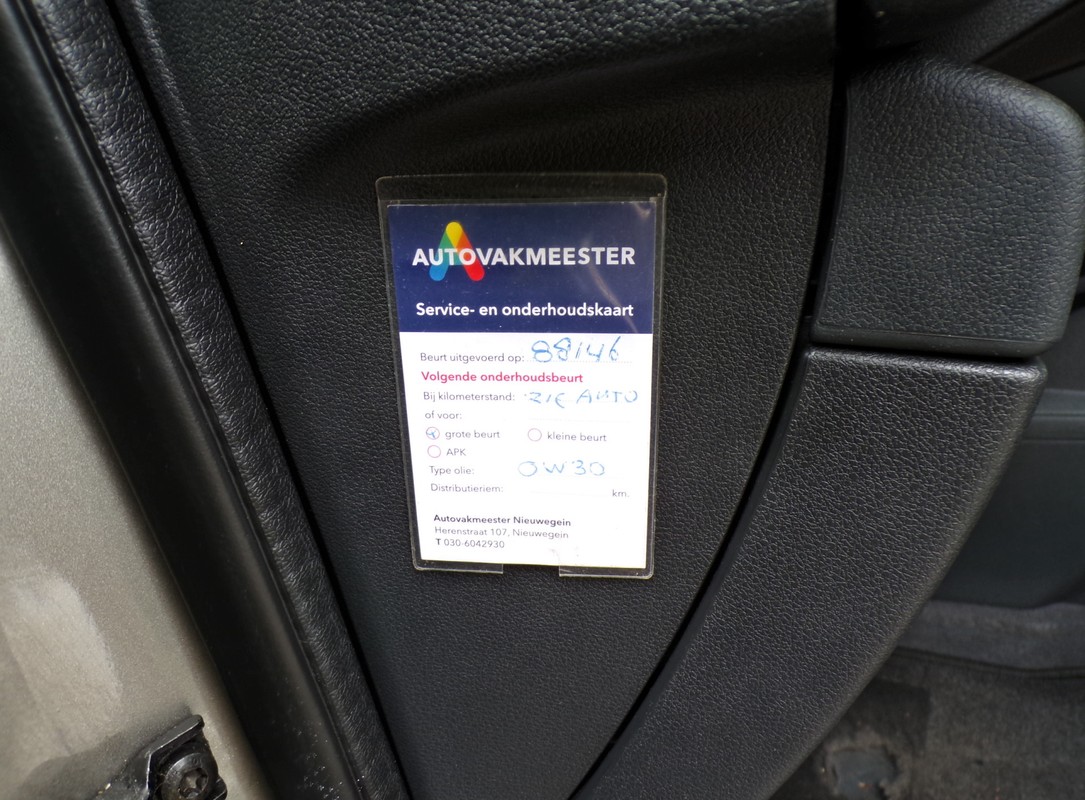 AUTOVAKMEESTER
Service- en onderhoudskaart
Beurt uitgevoerd op: 88146
Volgende onderhoudsbeurt
Bij kilometerstand: ZIE AUTO
of voor:
grote beurt kleine beurt
APK
Type olie: 0W30
Distributieriem: km.
Autovakmeester Nieuwegein
Herenstraat 107, Nieuwegein
T 030-6042930